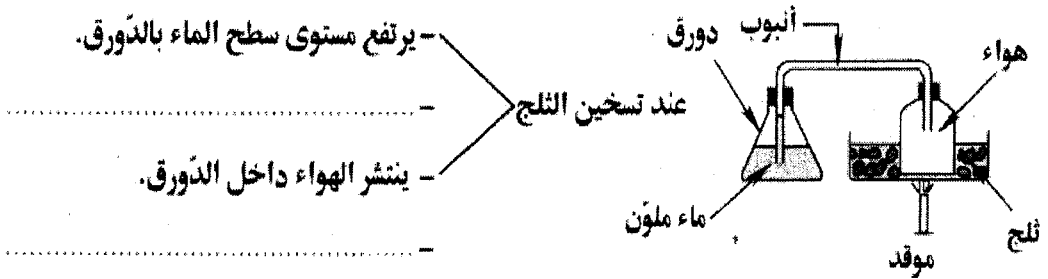 أنبوب
دورق
هواء
- يرتفع مستوى سطح الماء بالدّورق.
عند تسخين الثلج
- ....................
- ينتشر الهواء داخل الدّورق.
ماء ملوّن
ثلج
موقد
- ....................